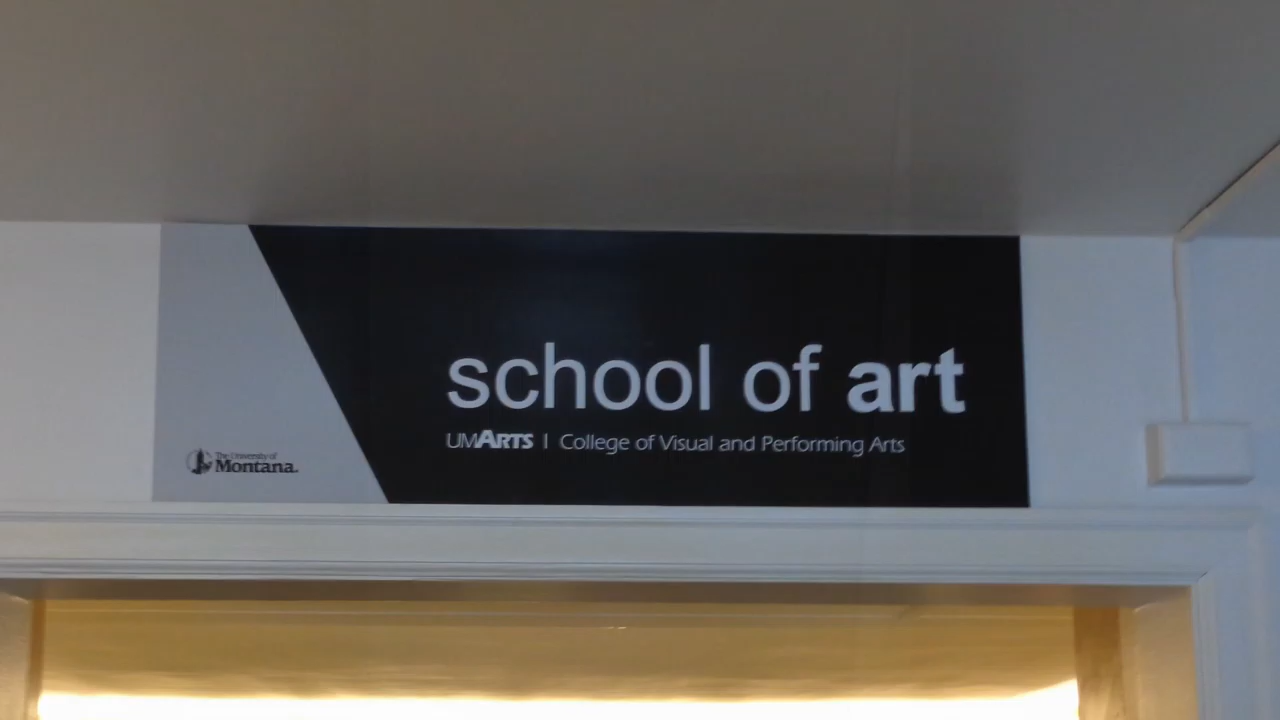 school of art
UMARTS | College of Visual and Performing Arts
The University of
Montana.